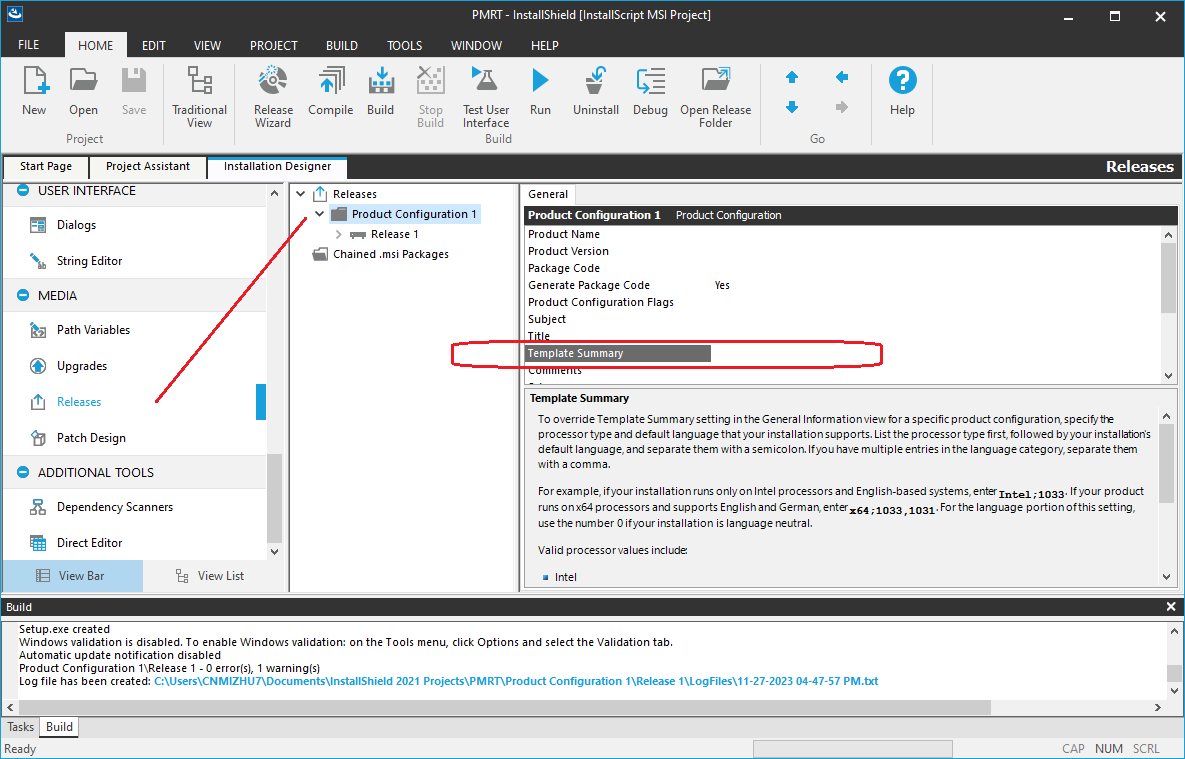 PMRT - InstallShield [InstallScript MSI Project]
FILE HOME EDIT VIEW PROJECT BUILD TOOLS WINDOW HELP
New Open Save Traditional View Release Wizard Compile Build Stop Build Test User Interface Run Uninstall Debug Open Release Folder Help
Project Build Go
Start Page Project Assistant Installation Designer Releases
USER INTERFACE
Dialogs
String Editor
MEDIA
Path Variables
Upgrades
Releases
Patch Design
ADDITIONAL TOOLS
Dependency Scanners
Direct Editor
View Bar View List
Releases
Product Configuration 1
Release 1
Chained .msi Packages
General
Product Configuration 1 Product Configuration
Product Name
Product Version
Package Code
Generate Package Code Yes
Product Configuration Flags
Subject
Title
Template Summary
Comments
Template Summary
To override Template Summary setting in the General Information view for a specific product configuration, specify the
processor type and default language that your installation supports. List the processor type first, followed by your installation's
default language, and separate them with a semicolon. If you have multiple entries in the language category, separate them
with a comma.
For example, if your installation runs only on Intel processors and English-based systems, enter Intel;1033. If your product
runs on x64 processors and supports English and German, enter x64;1033,1031. For the language portion of this setting,
use the number 0 if your installation is language neutral.
Valid processor values include:
Intel
Build
Setup.exe created
Windows validation is disabled. To enable Windows validation: on the Tools menu, click Options and select the Validation tab.
Automatic update notification disabled
Product Configuration 1\Release 1 - 0 error(s), 1 warning(s)
Log file has been created: C:\Users\CNMIZHU7\Documents\InstallShield 2021 Projects\PMRT\Product Configuration 1\Release 1\LogFiles\11-27-2023 04-47-57 PM.txt
Tasks Build
Ready CAP NUM SCRL